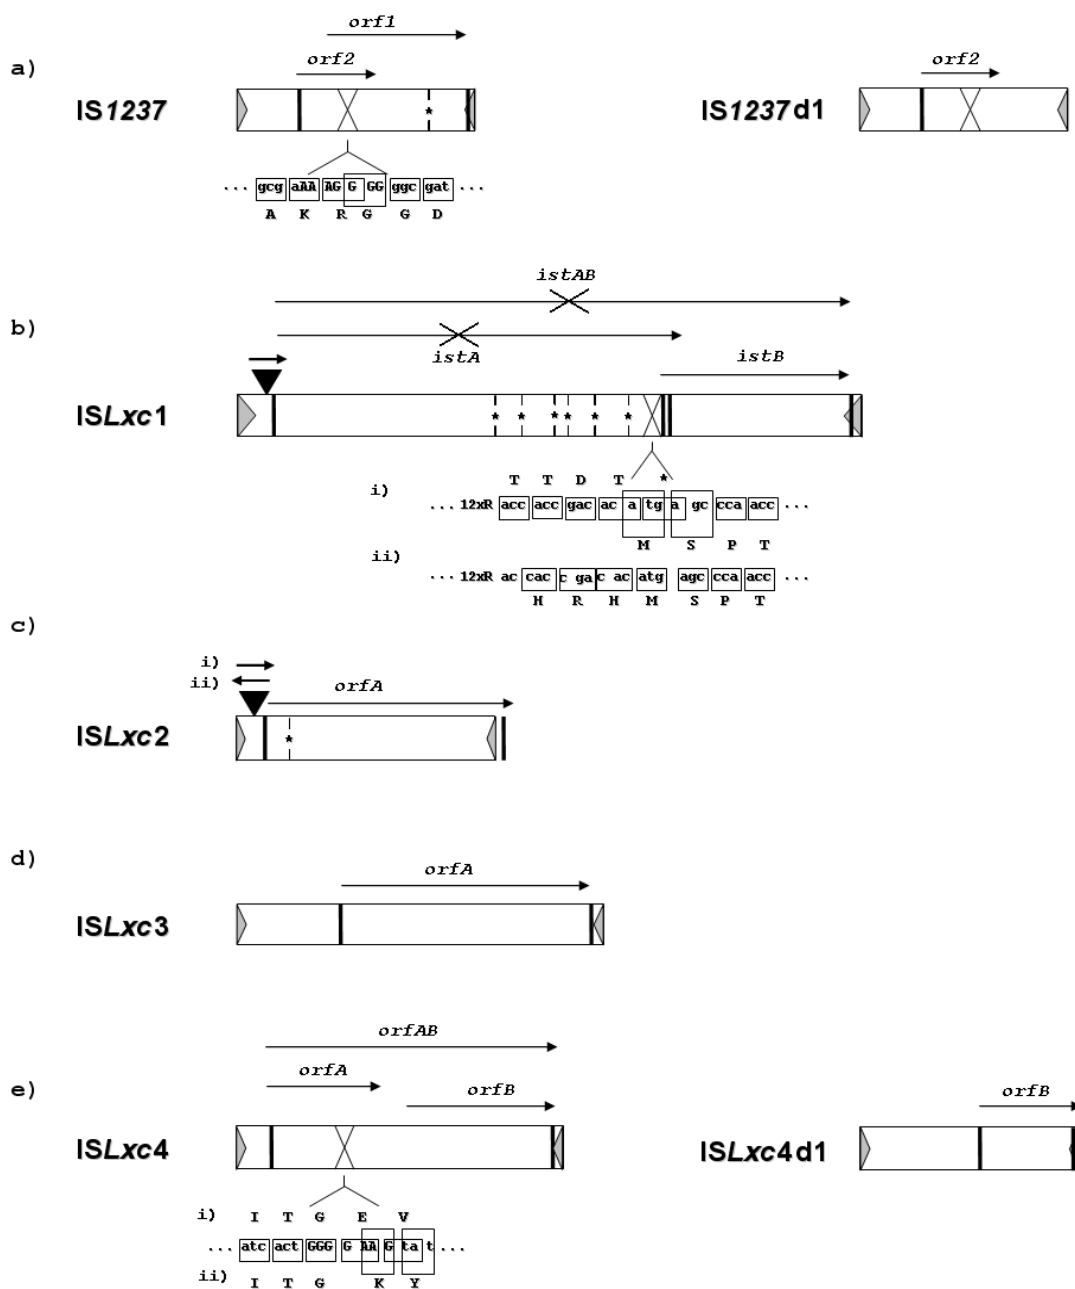 orf1
a)
orf2
orf2
IS1237
*
IS1237d1
... gcg aAA AG G GG ggc gat ...
A K R G G D
istAB
b)
istA
istB
ISLxc1
* * * * * *
T T D T *
i)
... 12xR acc acc gac ac a tg a gc cca acc ...
M S P T
ii)
... 12xR ac cac c ga c ac atg agc cca acc ...
H R H M S P T
c)
i)
ii)
orfA
ISLxc2
*
d)
orfA
ISLxc3
orfAB
e)
orfA
orfB
orfB
ISLxc4
ISLxc4d1
i) I T G E V
... atc act GGG G AA G ta t ...
ii) I T G K Y